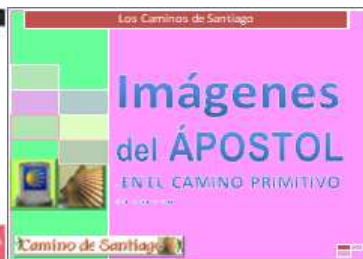 Los Caminos de Santiago
Imágenes
del ÁPOSTOL
EN EL CAMINO PRIMITIVO
Camino de Santiago